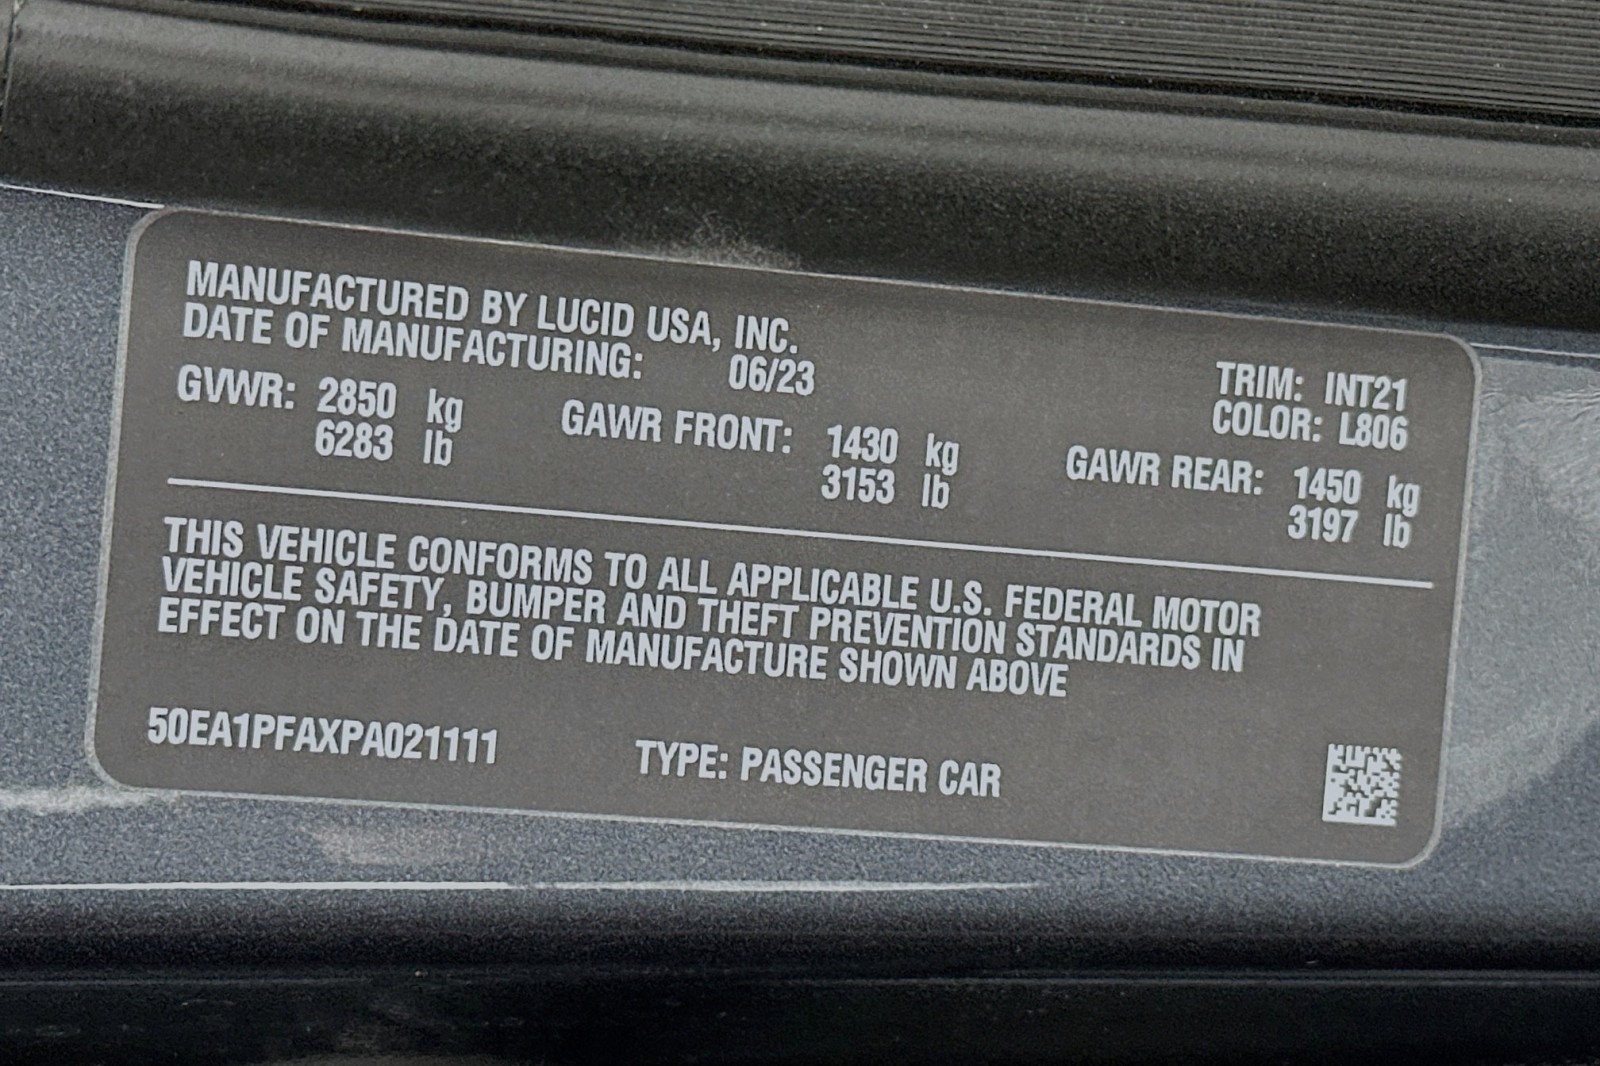 MANUFACTURED BY LUCID USA, INC.
DATE OF MANUFACTURING: 06/23
TRIM: INT21
COLOR: L806
GVWR: 2850 kg GAWR FRONT: 1430 kg GAWR REAR: 1450 kg
6283 lb 3153 lb 3197 lb
THIS VEHICLE CONFORMS TO ALL APPLICABLE U.S. FEDERAL MOTOR
VEHICLE SAFETY, BUMPER AND THEFT PREVENTION STANDARDS IN
EFFECT ON THE DATE OF MANUFACTURE SHOWN ABOVE
50EA1PFAXPA021111 TYPE: PASSENGER CAR